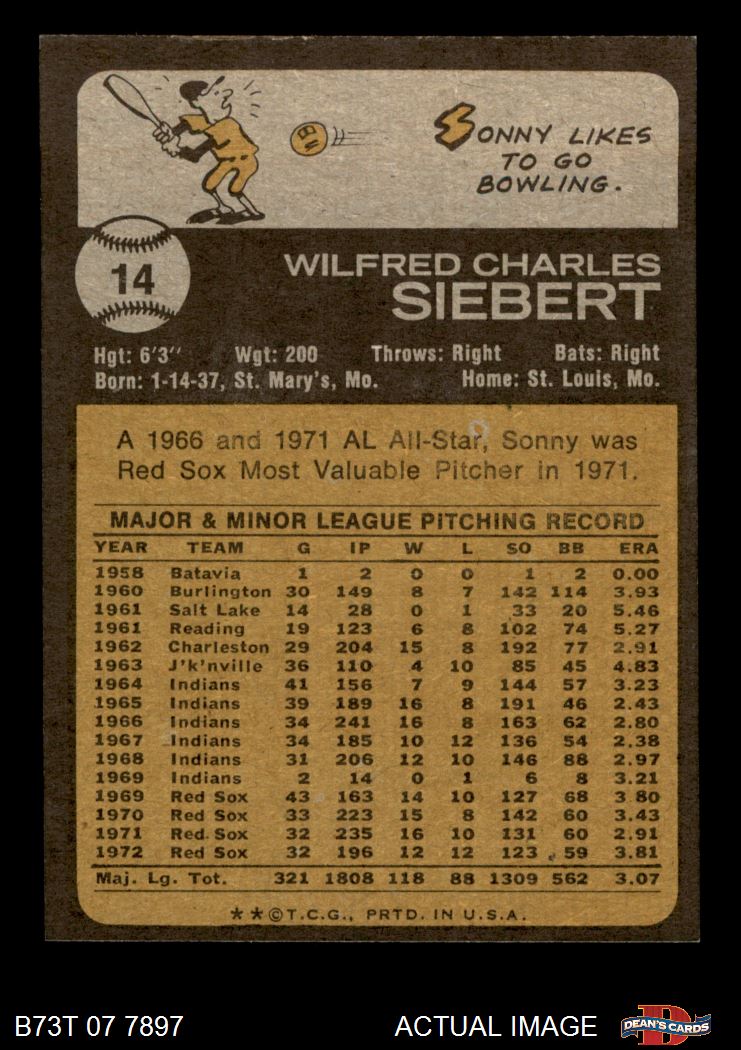 SONNY LIKES
TO GO
BOWLING.
14
WILFRED CHARLES
SIEBERT
Hgt: 6'3" Wgt: 200 Throws: Right Bats: Right
Born: 1-14-37, St. Mary's, Mo. Home: St. Louis, Mo.
A 1966 and 1971 AL All-Star, Sonny was
Red Sox Most Valuable Pitcher in 1971.
MAJOR & MINOR LEAGUE PITCHING RECORD
YEAR TEAM G IP W L SO BB ERA
1958 Batavia 1 2 0 0 1 2 0.00
1960 Burlington 30 149 8 7 142 114 3.93
1961 Salt Lake 14 28 0 1 33 20 5.46
1961 Reading 19 123 6 8 102 74 5.27
1962 Charleston 29 204 15 8 192 77 2.91
1963 J'k'nville 36 110 4 10 85 45 4.83
1964 Indians 41 156 7 9 144 57 3.23
1965 Indians 39 189 16 8 191 46 2.43
1966 Indians 34 241 16 8 163 62 2.80
1967 Indians 34 185 10 12 136 54 2.38
1968 Indians 31 206 12 10 146 88 2.97
1969 Indians 2 14 0 1 6 8 3.21
1969 Red Sox 43 163 14 10 127 68 3.80
1970 Red Sox 33 223 15 8 142 60 3.43
1971 Red Sox 32 235 16 10 131 60 2.91
1972 Red Sox 32 196 12 12 123 59 3.81
Maj. Lg. Tot. 321 1808 118 88 1309 562 3.07
**©T.C.G., PRTD. IN U.S.A.
B73T 07 7897 ACTUAL IMAGE DEAN'S CARDS